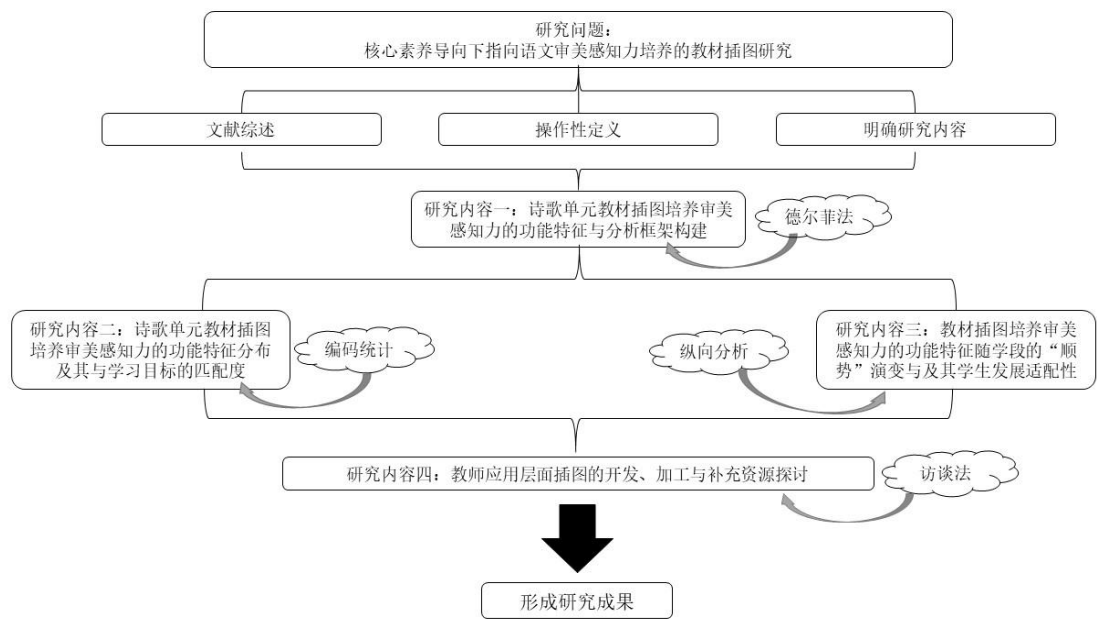 研究问题：
核心素养导向下指向语文审美感知力培养的教材插图研究
文献综述
操作性定义
明确研究内容
研究内容一：诗歌单元教材插图培养审美
感知力的功能特征与分析框架构建
德尔菲法
研究内容二：诗歌单元教材插图
培养审美感知力的功能特征分布
及其与学习目标的匹配度
编码统计
纵向分析
研究内容三：教材插图培养审美
感知力的功能特征随学段的“顺
势”演变与及其学生发展适配性
研究内容四：教师应用层面插图的开发、加工与补充资源探讨
访谈法
形成研究成果